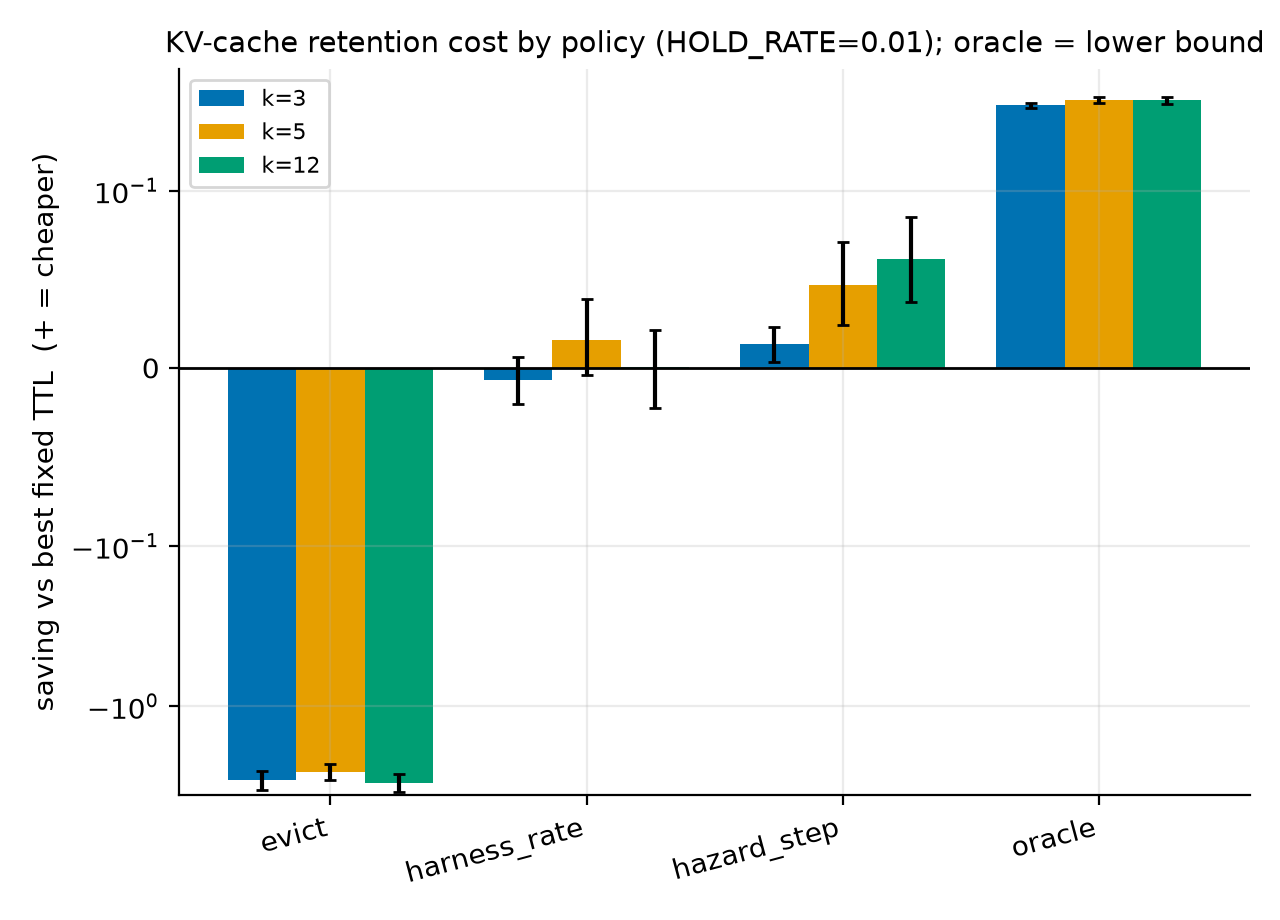 KV-cache retention cost by policy (HOLD_RATE=0.01); oracle = lower bound
k=3
k=5
k=12
saving vs best fixed TTL (+ = cheaper)
10⁻¹
0
−10⁻¹
−10⁰
evict
harness_rate
hazard_step
oracle